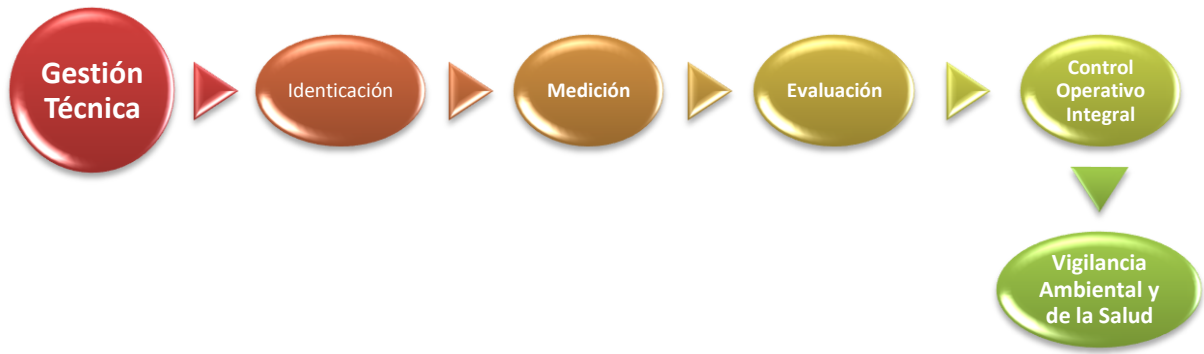 Gestión
Técnica
Identicación
Medición
Evaluación
Control
Operativo
Integral
Vigilancia
Ambiental y
de la Salud